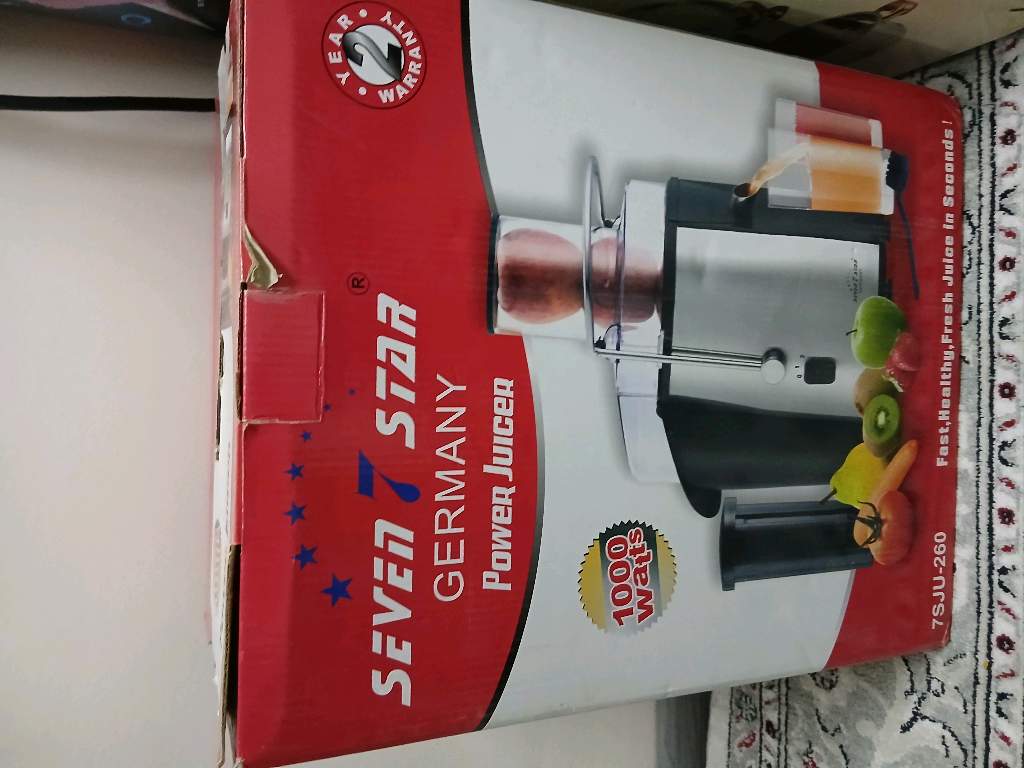 2 YEAR WARRANTY
SEVEN 7 STAR ®
GERMANY
Power Juicer
1000
Watts
7SJU-260
Fast,Healthy,Fresh Juice in Seconds !